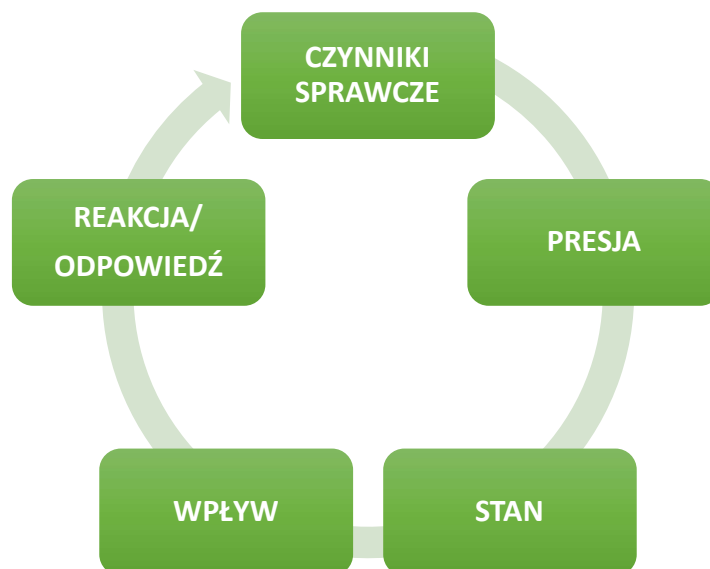 CZYNNIKI
SPRAWCZE
PRESJA
STAN
WPŁYW
REAKCJA/
ODPOWIEDŹ